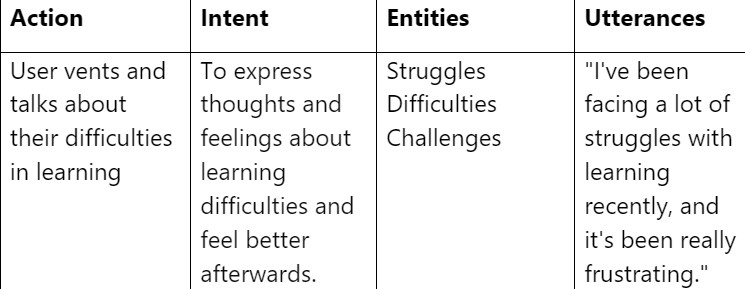 Action Intent Entities Utterances
User vents and
talks about
their difficulties
in learning
To express
thoughts and
feelings about
learning
difficulties and
feel better
afterwards.
Struggles
Difficulties
Challenges
"I've been
facing a lot of
struggles with
learning
recently, and
it's been really
frustrating."